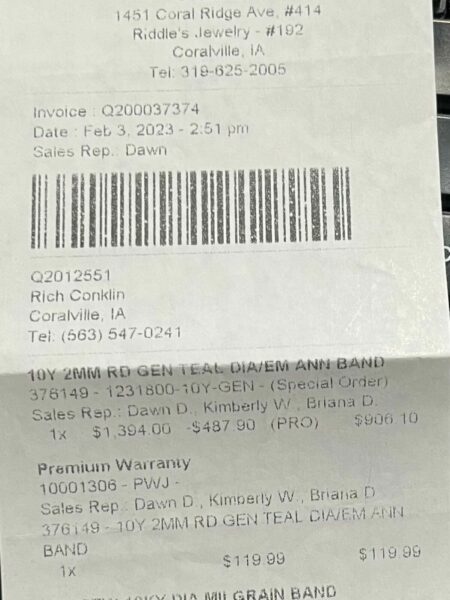 1451 Coral Ridge Ave, #414
Riddle's Jewelry - #192
Coralville, IA
Tel: 319-625-2005
Invoice : Q200037374
Date : Feb 3, 2023 - 2:51 pm
Sales Rep.: Dawn
Q2012551
Rich Conklin
Coralville, IA
Tel: (563) 547-0241
10Y 2MM RD GEN TEAL DIA/EM ANN BAND
376149 - 1231800-10Y-GEN - (Special Order)
Sales Rep.: Dawn D., Kimberly W., Briana D.
1x $1,394.00 -$487.90 (PRO) $906.10
Premium Warranty
10001306 - PWJ -
Sales Rep.: Dawn D., Kimberly W., Briana D
376149 - 10Y 2MM RD GEN TEAL DIA/EM ANN
BAND
1x $119.99 $119.99
DIA MILGRAIN BAND